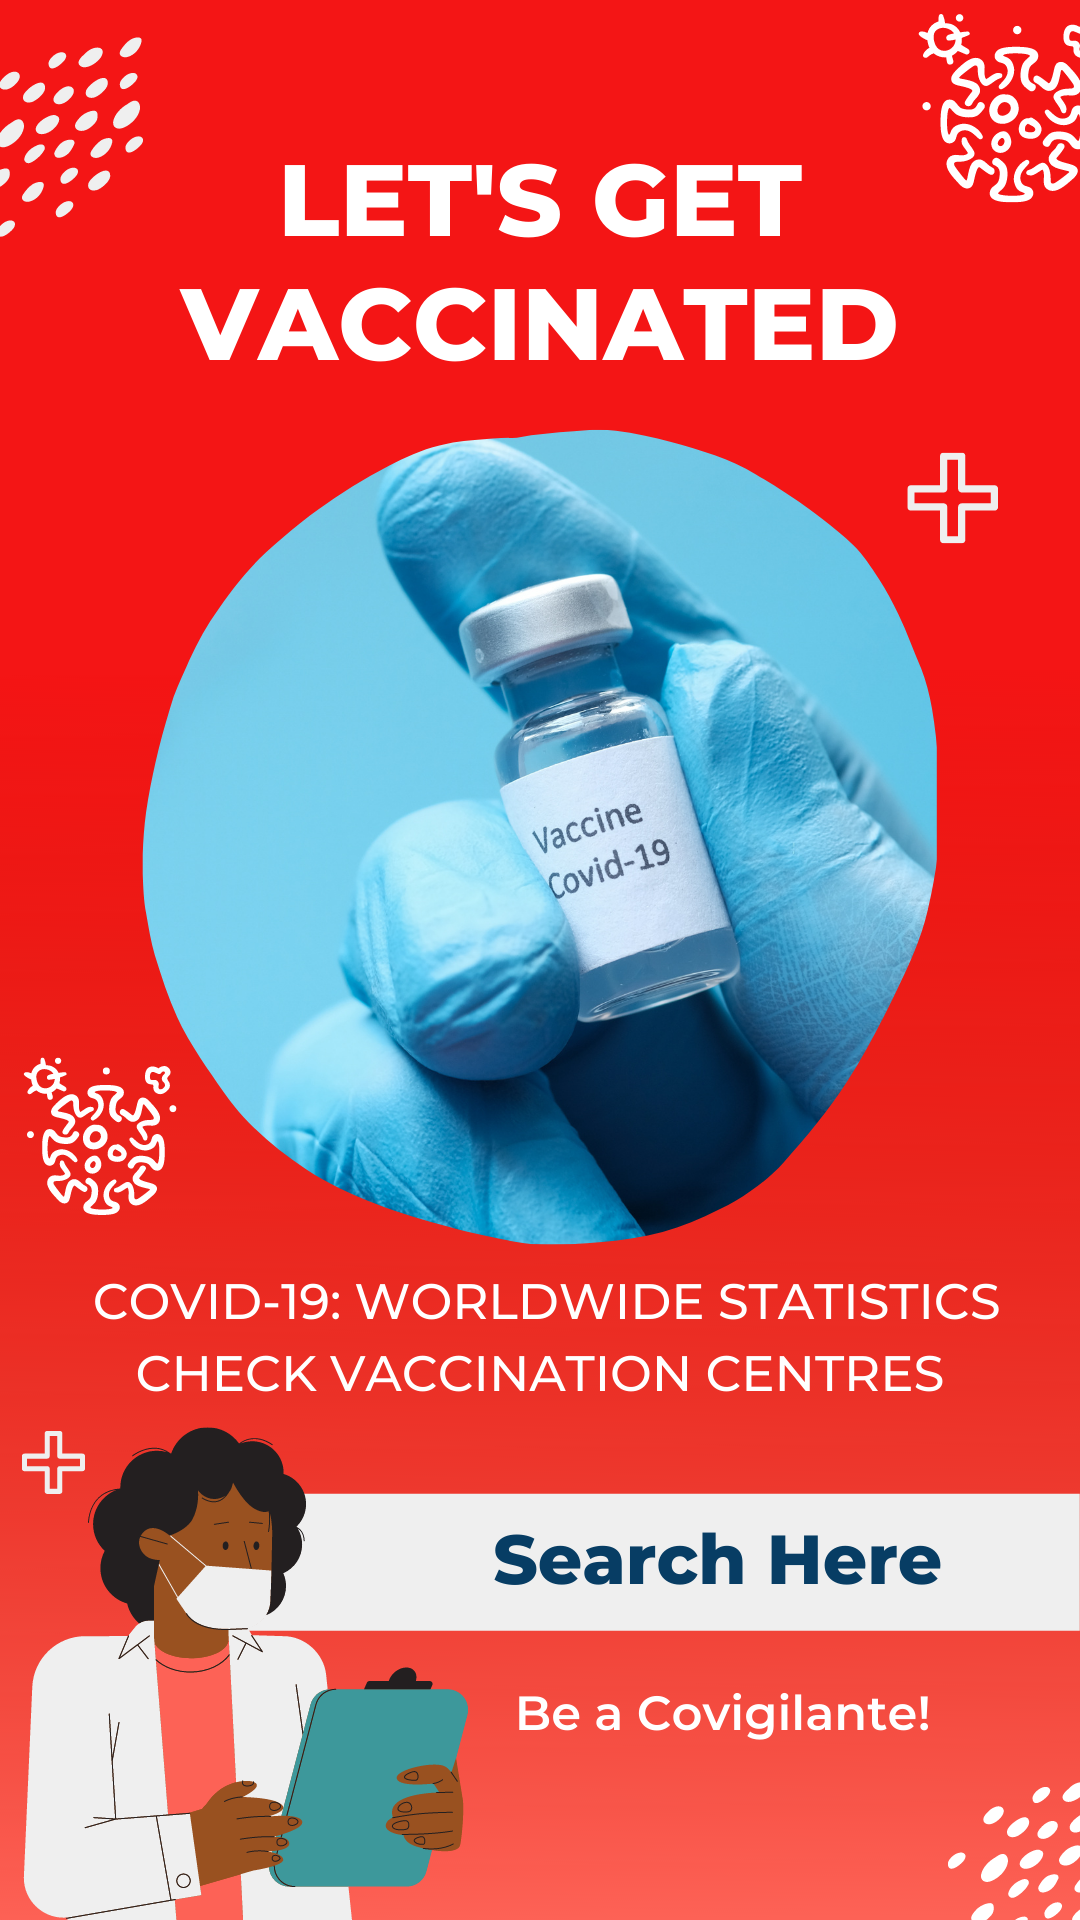 LET'S GET
VACCINATED
Vaccine
Covid-19
COVID-19: WORLDWIDE STATISTICS
CHECK VACCINATION CENTRES
Search Here
Be a Covigilante!